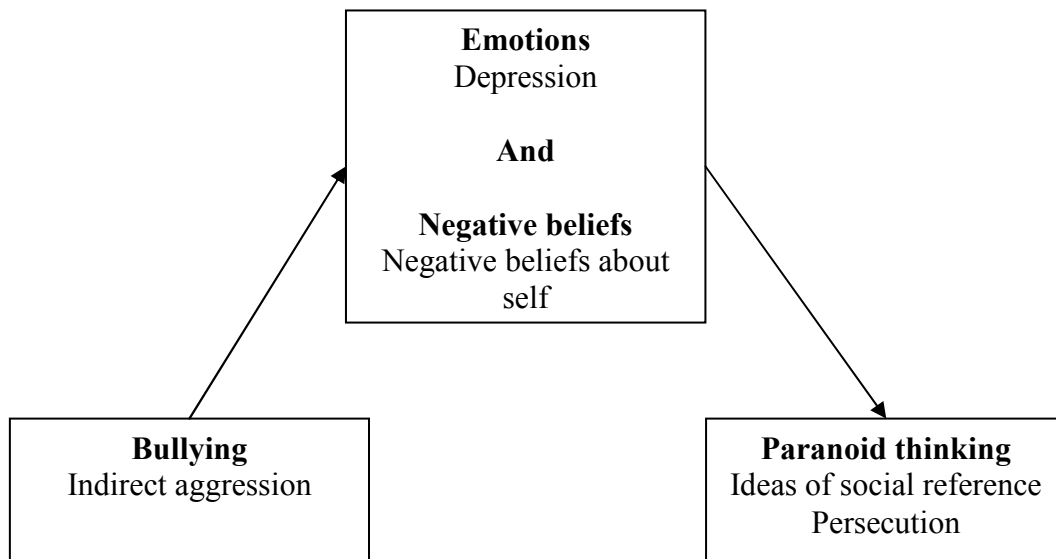 Emotions
Depression
And
Negative beliefs
Negative beliefs about
self
Bullying
Indirect aggression
Paranoid thinking
Ideas of social reference
Persecution